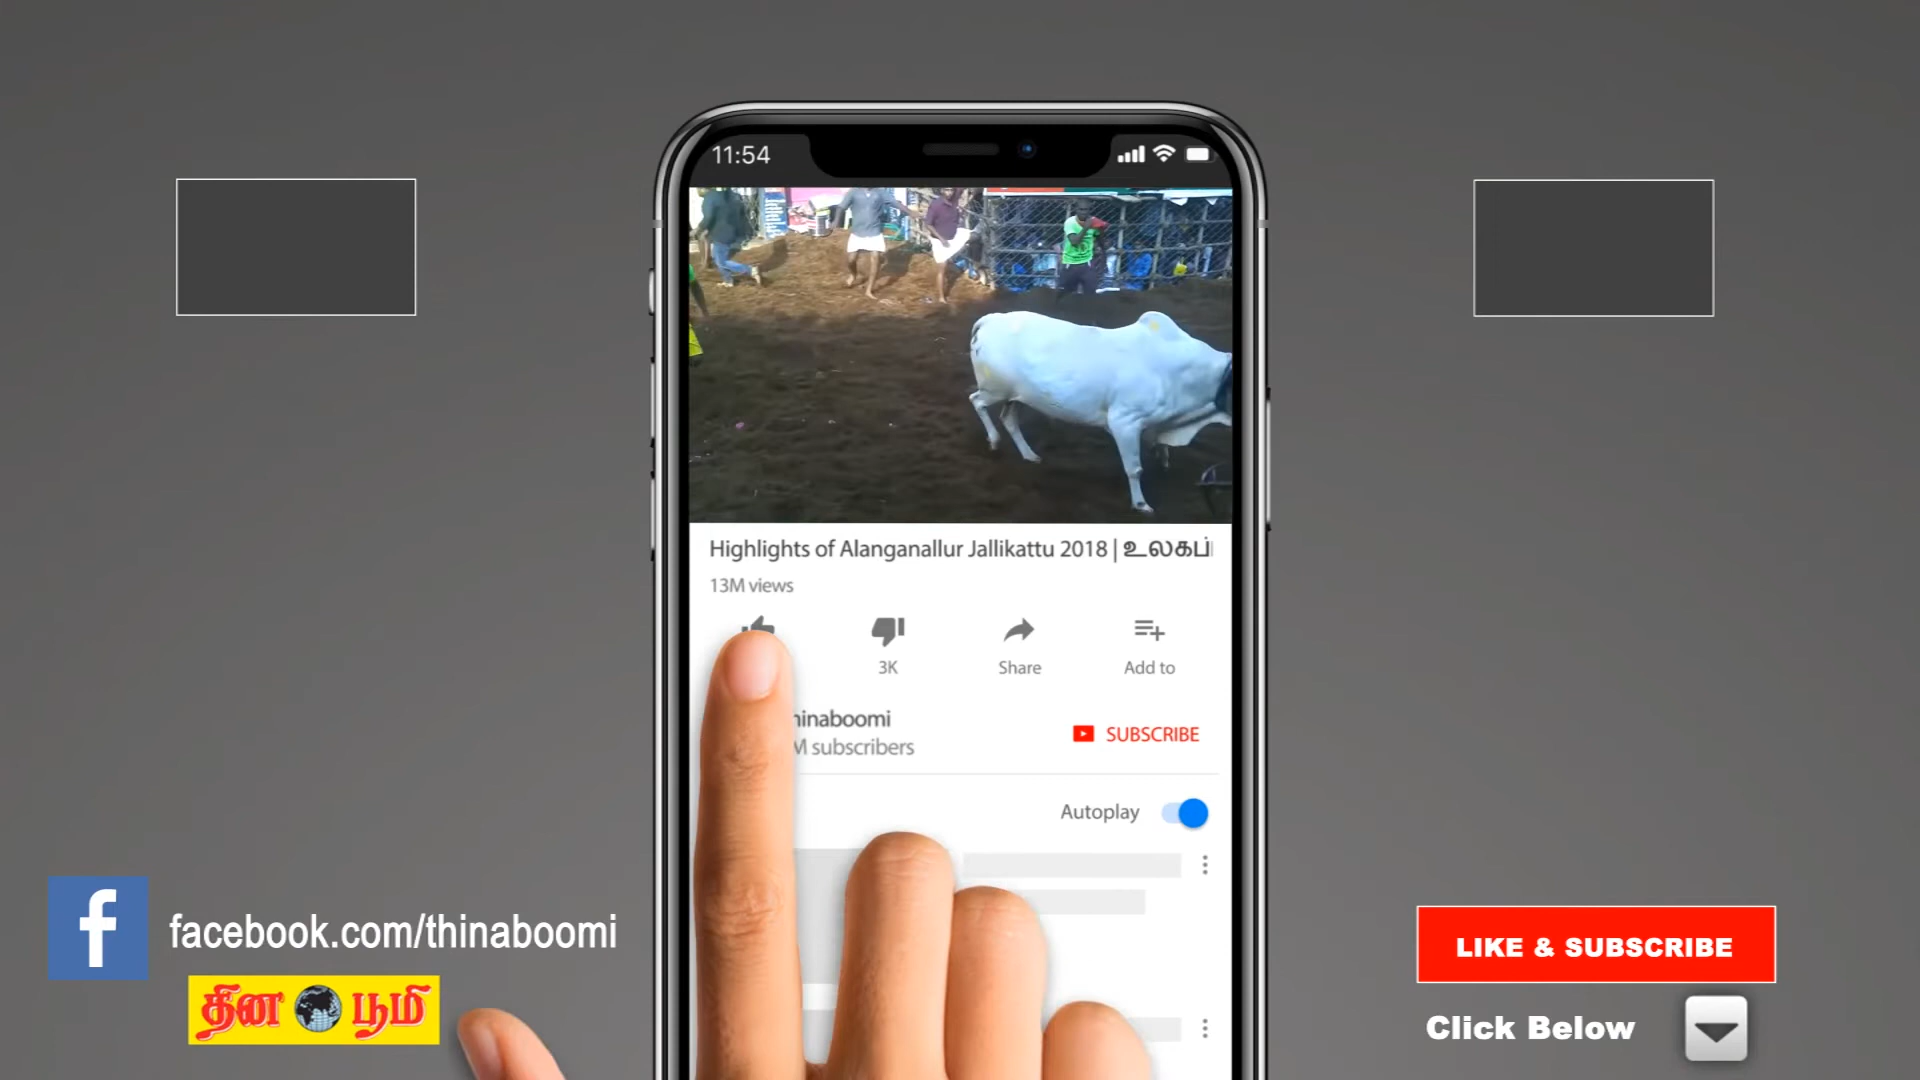 11:54
Highlights of Alanganallur Jallikattu 2018 | உலகப்
13M views
3K
Share
Add to
hinaboomi
M subscribers
SUBSCRIBE
Autoplay
facebook.com/thinaboomi
தின பூமி
LIKE & SUBSCRIBE
Click Below